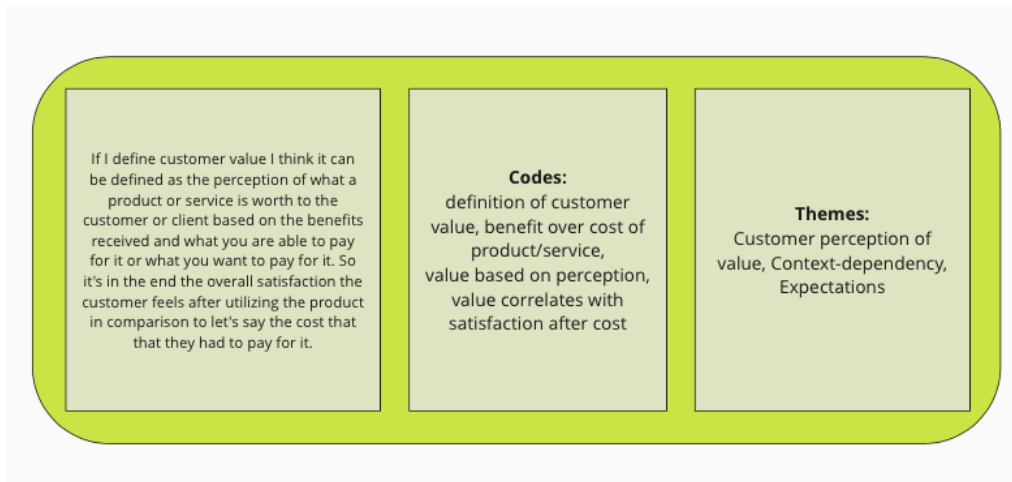 If I define customer value I think it can
be defined as the perception of what a
product or service is worth to the
customer or client based on the benefits
received and what you are able to pay
for it or what you want to pay for it. So
it's in the end the overall satisfaction the
customer feels after utilizing the product
in comparison to let's say the cost that
that they had to pay for it.
Codes:
definition of customer
value, benefit over cost of
product/service,
value based on perception,
value correlates with
satisfaction after cost
Themes:
Customer perception of
value, Context-dependency,
Expectations